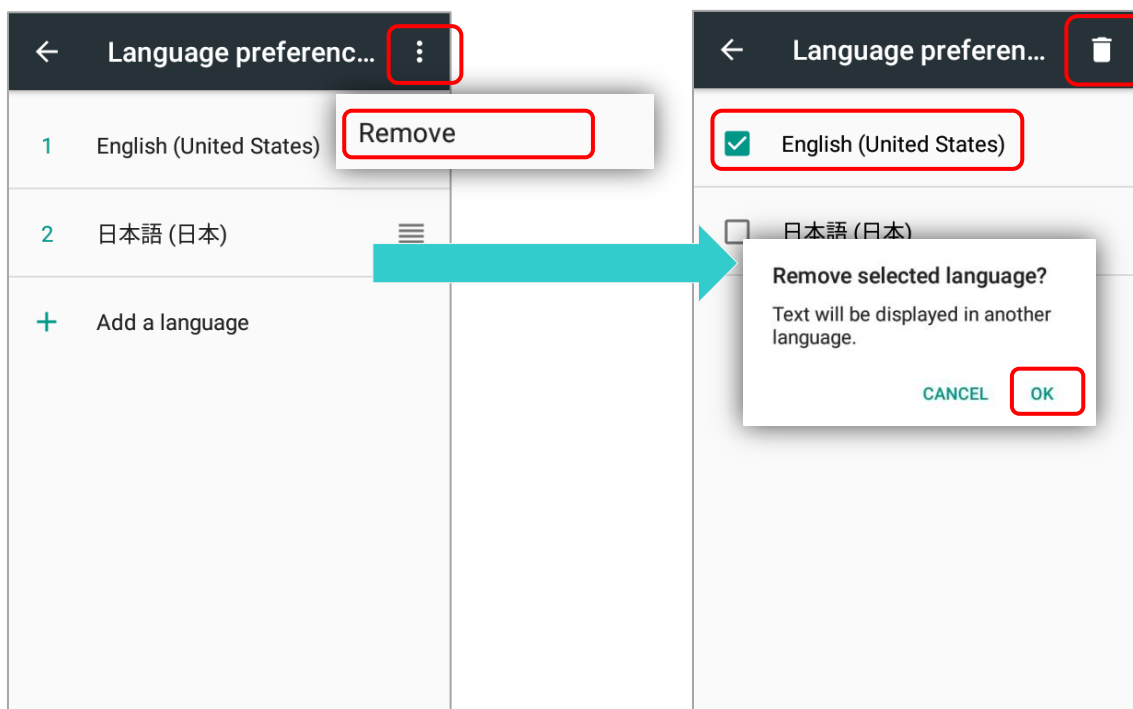 Language preferenc...
Remove
1 English (United States)
2 日本語 (日本)
Add a language
Language preferen...
English (United States)
日本語 (日本)
Remove selected language?
Text will be displayed in another
language.
CANCEL OK